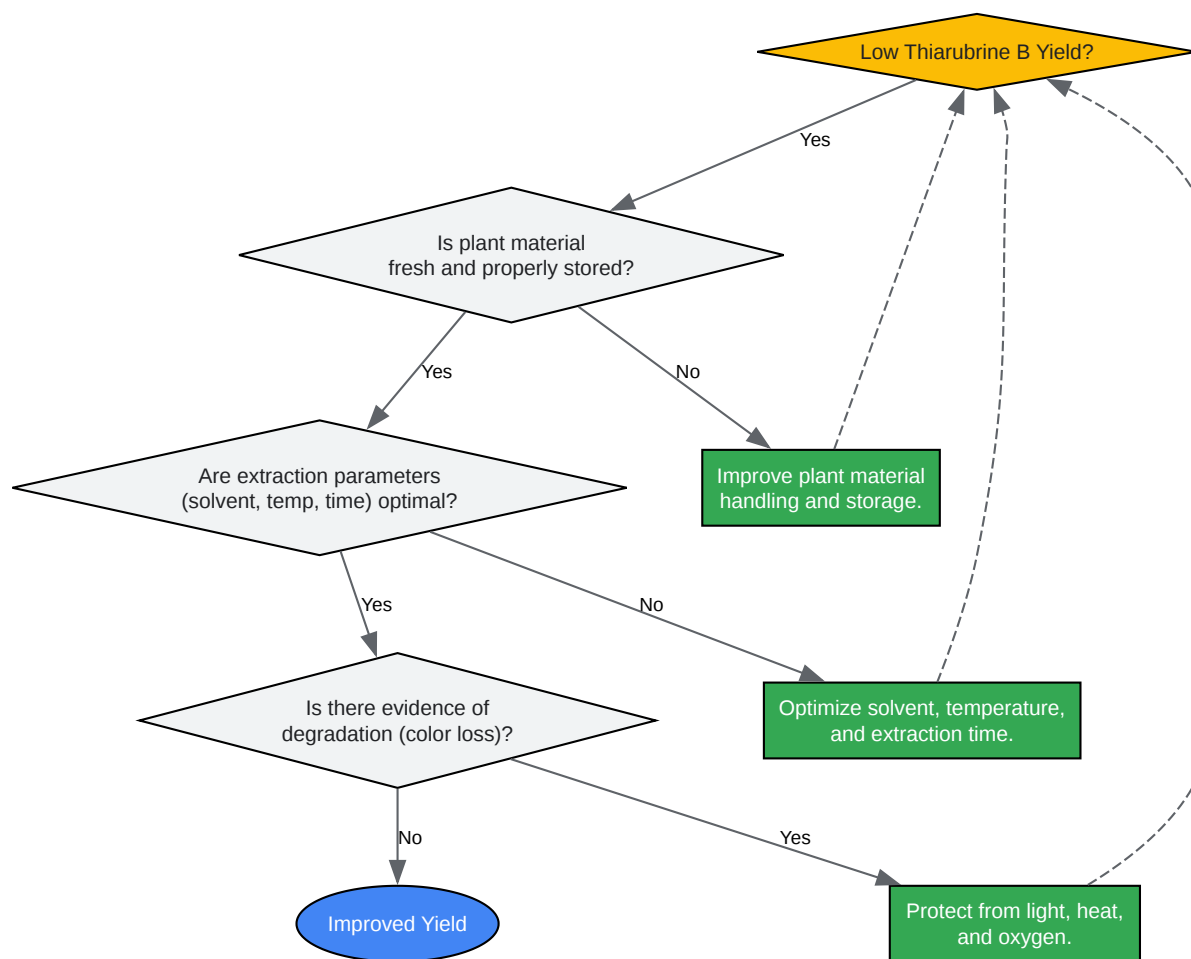 Low Thiarubrine B Yield?
Yes
Is plant material
fresh and properly stored?
Yes
No
Improve plant material
handling and storage.
Are extraction parameters
(solvent, temp, time) optimal?
Yes
No
Optimize solvent, temperature,
and extraction time.
Is there evidence of
degradation (color loss)?
No
Yes
Improved Yield
Protect from light, heat,
and oxygen.